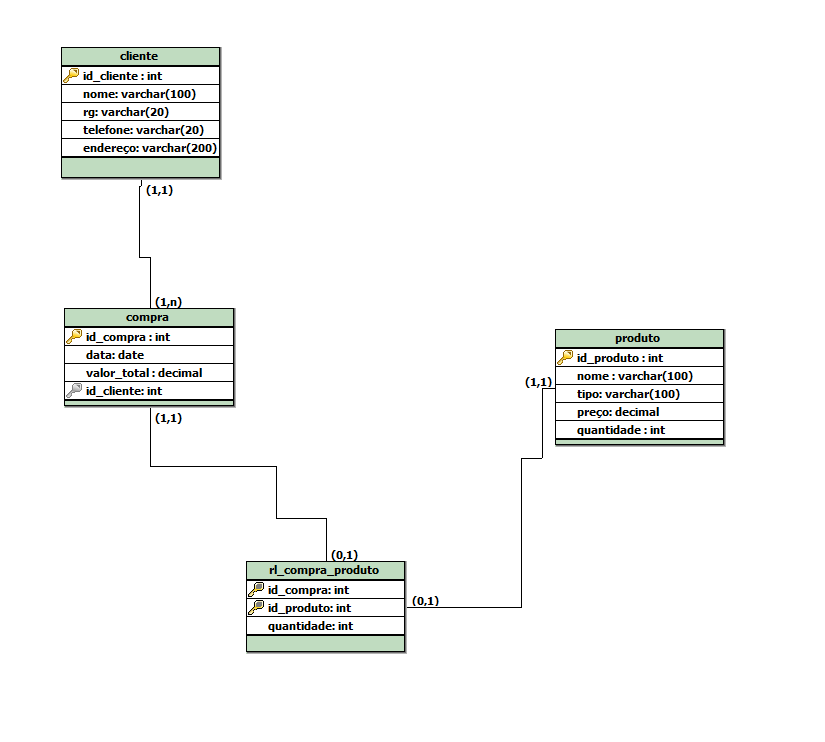 cliente
id_cliente : int
nome: varchar(100)
rg: varchar(20)
telefone: varchar(20)
endereço: varchar(200)
(1,1)
(1,n)
compra
id_compra : int
data: date
valor_total : decimal
id_cliente: int
(1,1)
produto
id_produto : int
nome : varchar(100)
tipo: varchar(100)
preço: decimal
quantidade : int
(1,1)
(0,1)
rl_compra_produto
id_compra: int
id_produto: int
quantidade: int
(0,1)